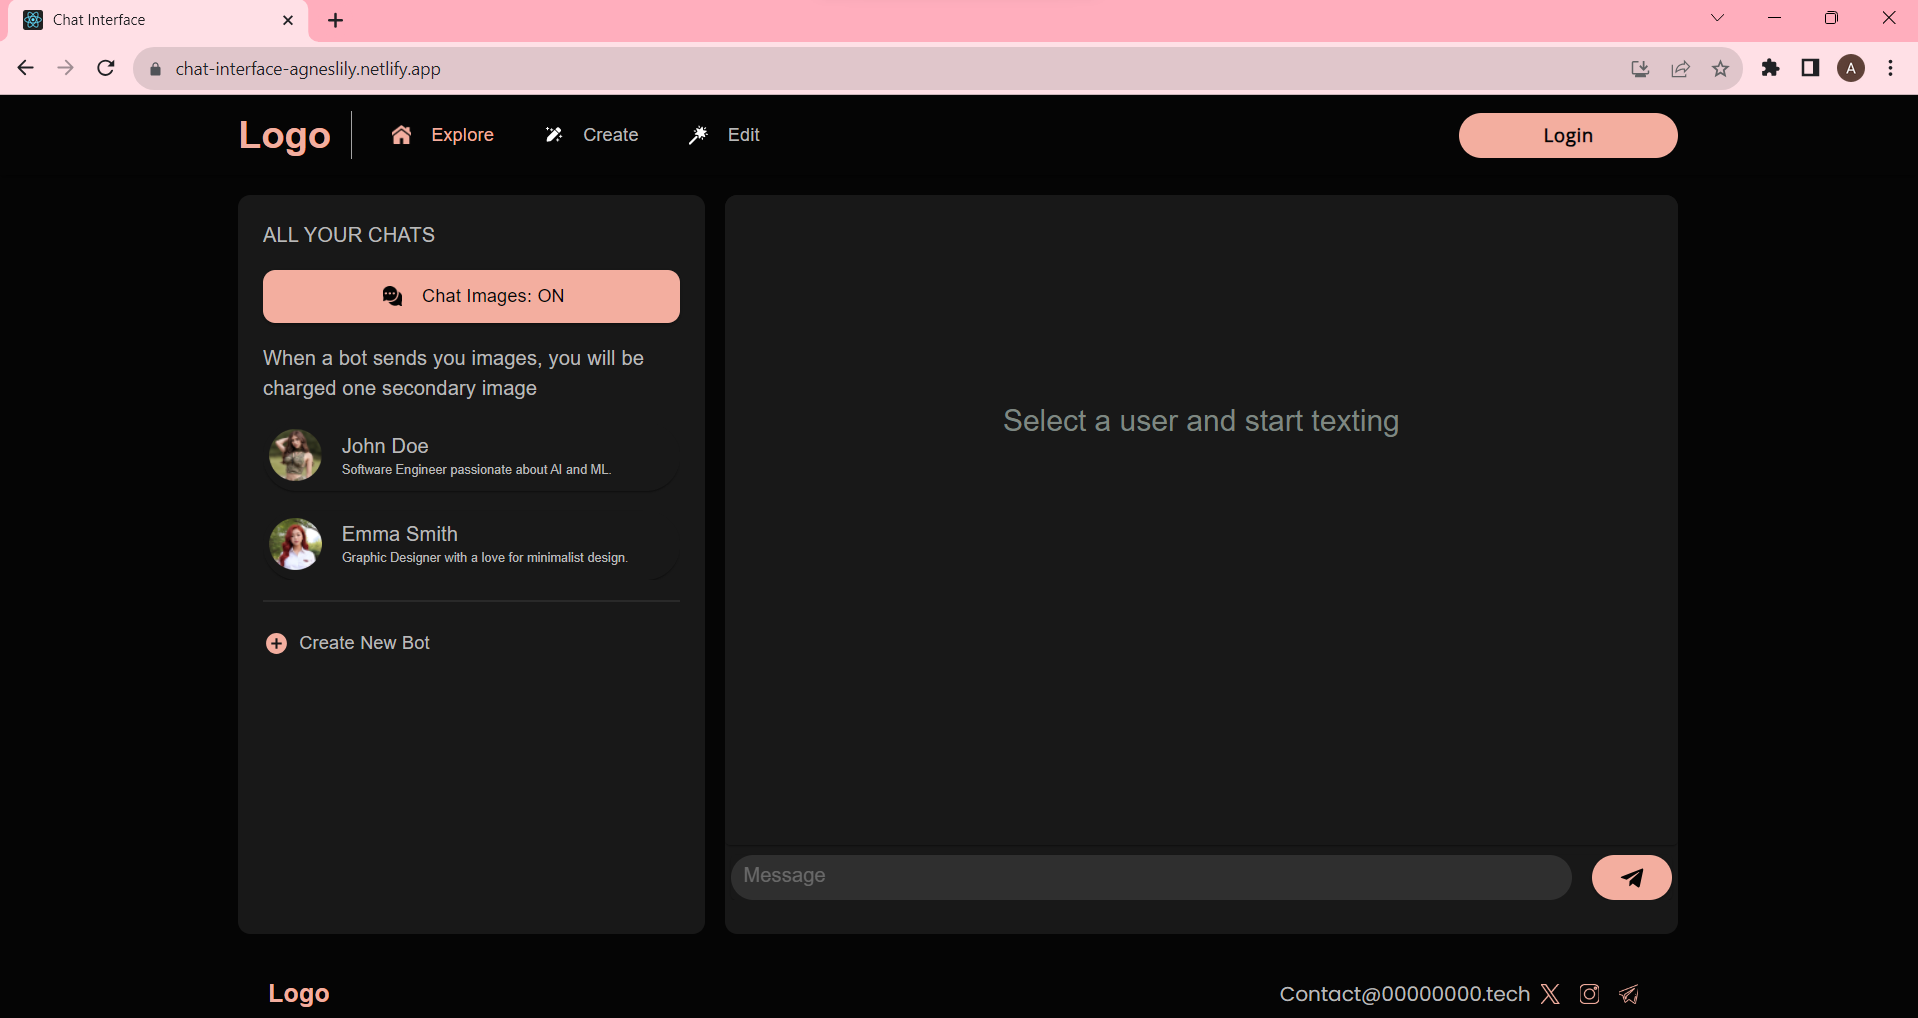 Chat Interface
chat-interface-agneslily.netlify.app
A
Logo
Explore
Create
Edit
Login
ALL YOUR CHATS
Chat Images: ON
When a bot sends you images, you will be
charged one secondary image
John Doe
Software Engineer passionate about AI and ML.
Emma Smith
Graphic Designer with a love for minimalist design.
Create New Bot
Select a user and start texting
Message
Logo
Contact@00000000.tech